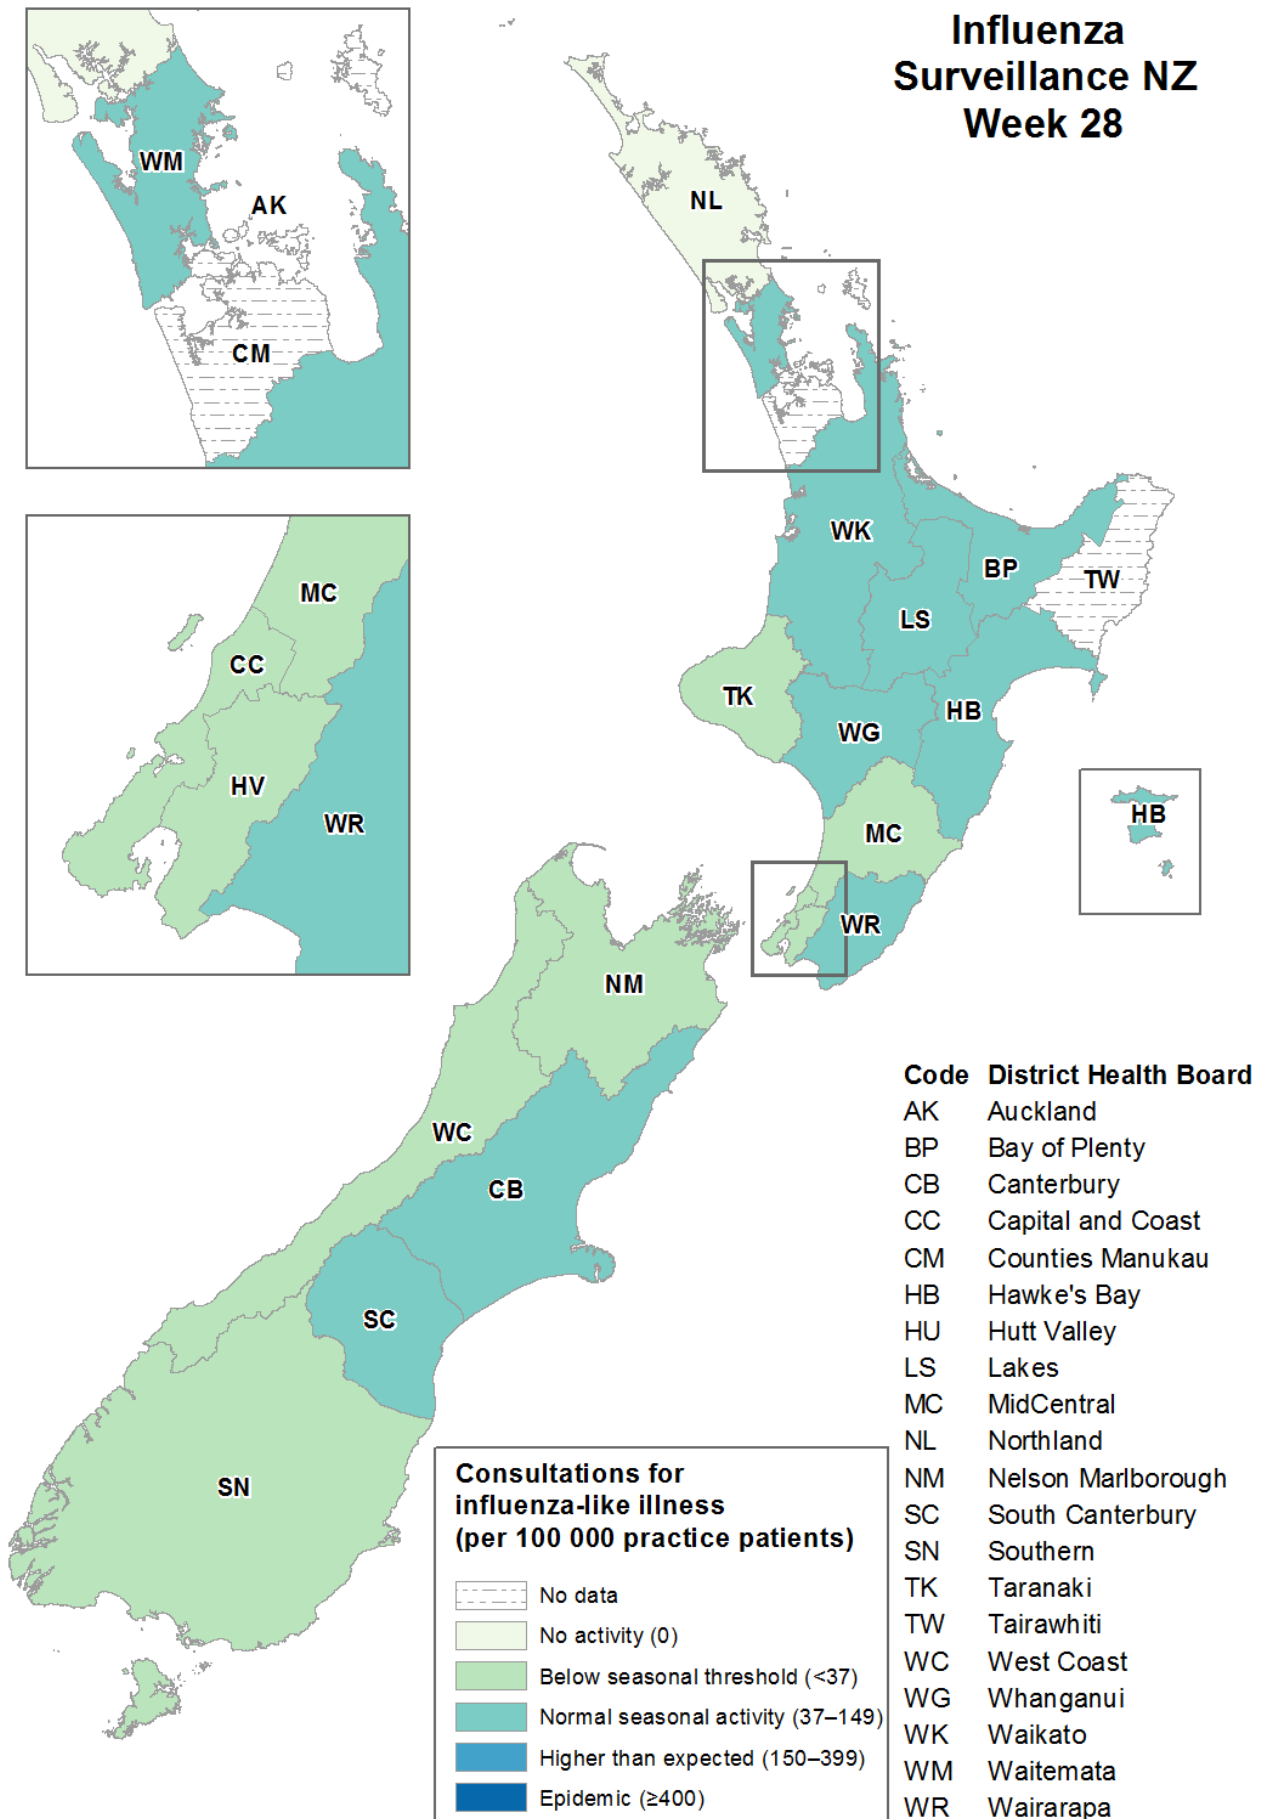 Influenza
Surveillance NZ
Week 28
WM
AK
CM
NL
MC
CC
HV
WR
WK
BP
TW
LS
TK
WG
HB
HB
MC
WR
NM
WC
CB
SC
SN
Code District Health Board
AK Auckland
BP Bay of Plenty
CB Canterbury
CC Capital and Coast
CM Counties Manukau
HB Hawke's Bay
HU Hutt Valley
LS Lakes
MC MidCentral
NL Northland
NM Nelson Marlborough
SC South Canterbury
SN Southern
TK Taranaki
TW Tairawhiti
WC West Coast
WG Whanganui
WK Waikato
WM Waitemata
WR Wairarapa
Consultations for
influenza-like illness
(per 100 000 practice patients)
No data
No activity (0)
Below seasonal threshold (<37)
Normal seasonal activity (37–149)
Higher than expected (150–399)
Epidemic (≥400)